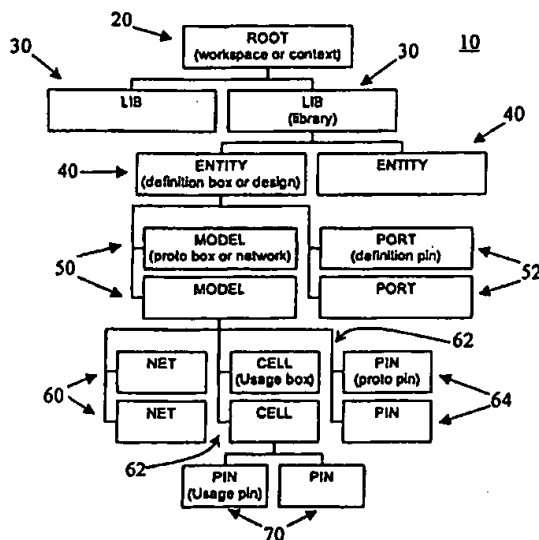 20
ROOT
(workspace or context)
10
30
30
LIB
LIB
(library)
40
40
ENTITY
(definition box or design)
ENTITY
50
MODEL
(proto box or network)
PORT
(definition pin)
52
MODEL
PORT
62
60
NET
CELL
(Usage box)
PIN
(proto pin)
64
NET
CELL
PIN
62
PIN
(Usage pin)
PIN
70